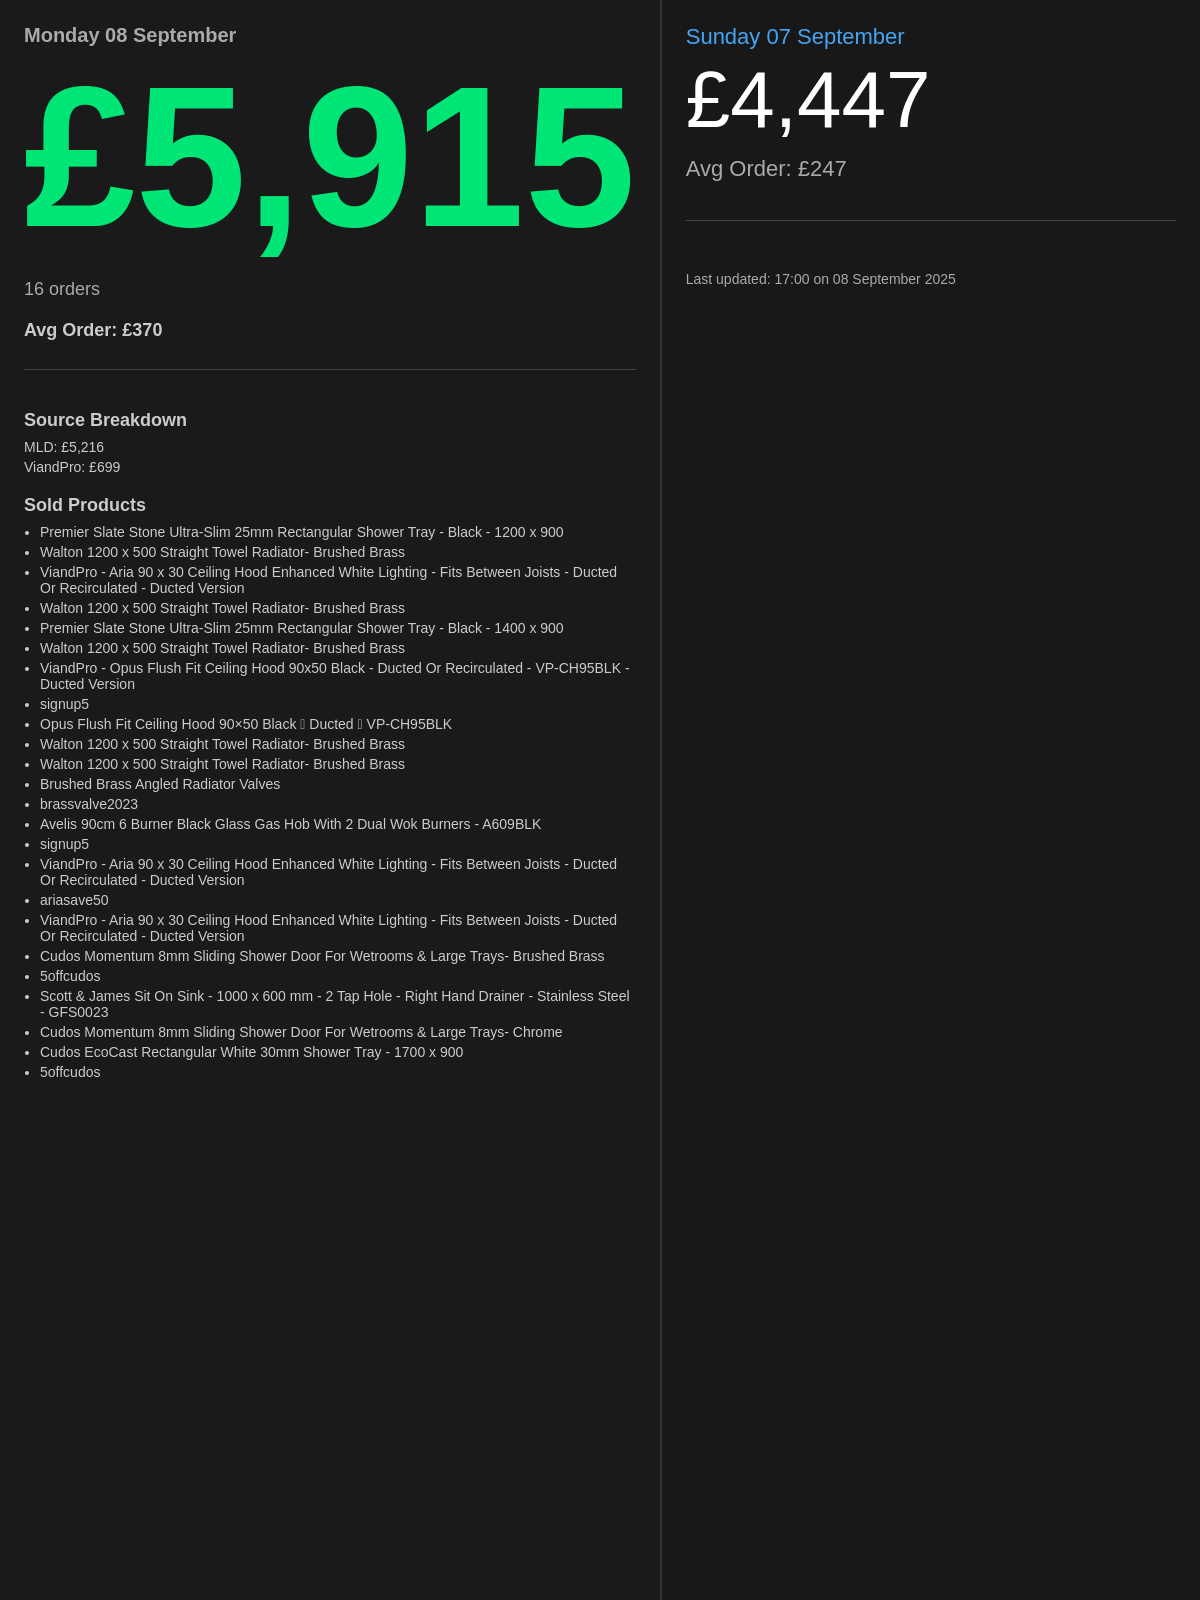 Monday 08 September
£5,915
16 orders
Avg Order: £370
Source Breakdown
MLD: £5,216
ViandPro: £699
Sold Products
Premier Slate Stone Ultra-Slim 25mm Rectangular Shower Tray - Black - 1200 x 900
Walton 1200 x 500 Straight Towel Radiator- Brushed Brass
ViandPro - Aria 90 x 30 Ceiling Hood Enhanced White Lighting - Fits Between Joists - Ducted
Or Recirculated - Ducted Version
Walton 1200 x 500 Straight Towel Radiator- Brushed Brass
Premier Slate Stone Ultra-Slim 25mm Rectangular Shower Tray - Black - 1400 x 900
Walton 1200 x 500 Straight Towel Radiator- Brushed Brass
ViandPro - Opus Flush Fit Ceiling Hood 90x50 Black - Ducted Or Recirculated - VP-CH95BLK -
Ducted Version
signup5
Opus Flush Fit Ceiling Hood 90×50 Black  Ducted  VP-CH95BLK
Walton 1200 x 500 Straight Towel Radiator- Brushed Brass
Walton 1200 x 500 Straight Towel Radiator- Brushed Brass
Brushed Brass Angled Radiator Valves
brassvalve2023
Avelis 90cm 6 Burner Black Glass Gas Hob With 2 Dual Wok Burners - A609BLK
signup5
ViandPro - Aria 90 x 30 Ceiling Hood Enhanced White Lighting - Fits Between Joists - Ducted
Or Recirculated - Ducted Version
ariasave50
ViandPro - Aria 90 x 30 Ceiling Hood Enhanced White Lighting - Fits Between Joists - Ducted
Or Recirculated - Ducted Version
Cudos Momentum 8mm Sliding Shower Door For Wetrooms & Large Trays- Brushed Brass
5offcudos
Scott & James Sit On Sink - 1000 x 600 mm - 2 Tap Hole - Right Hand Drainer - Stainless Steel
- GFS0023
Cudos Momentum 8mm Sliding Shower Door For Wetrooms & Large Trays- Chrome
Cudos EcoCast Rectangular White 30mm Shower Tray - 1700 x 900
5offcudos
Sunday 07 September
£4,447
Avg Order: £247
Last updated: 17:00 on 08 September 2025